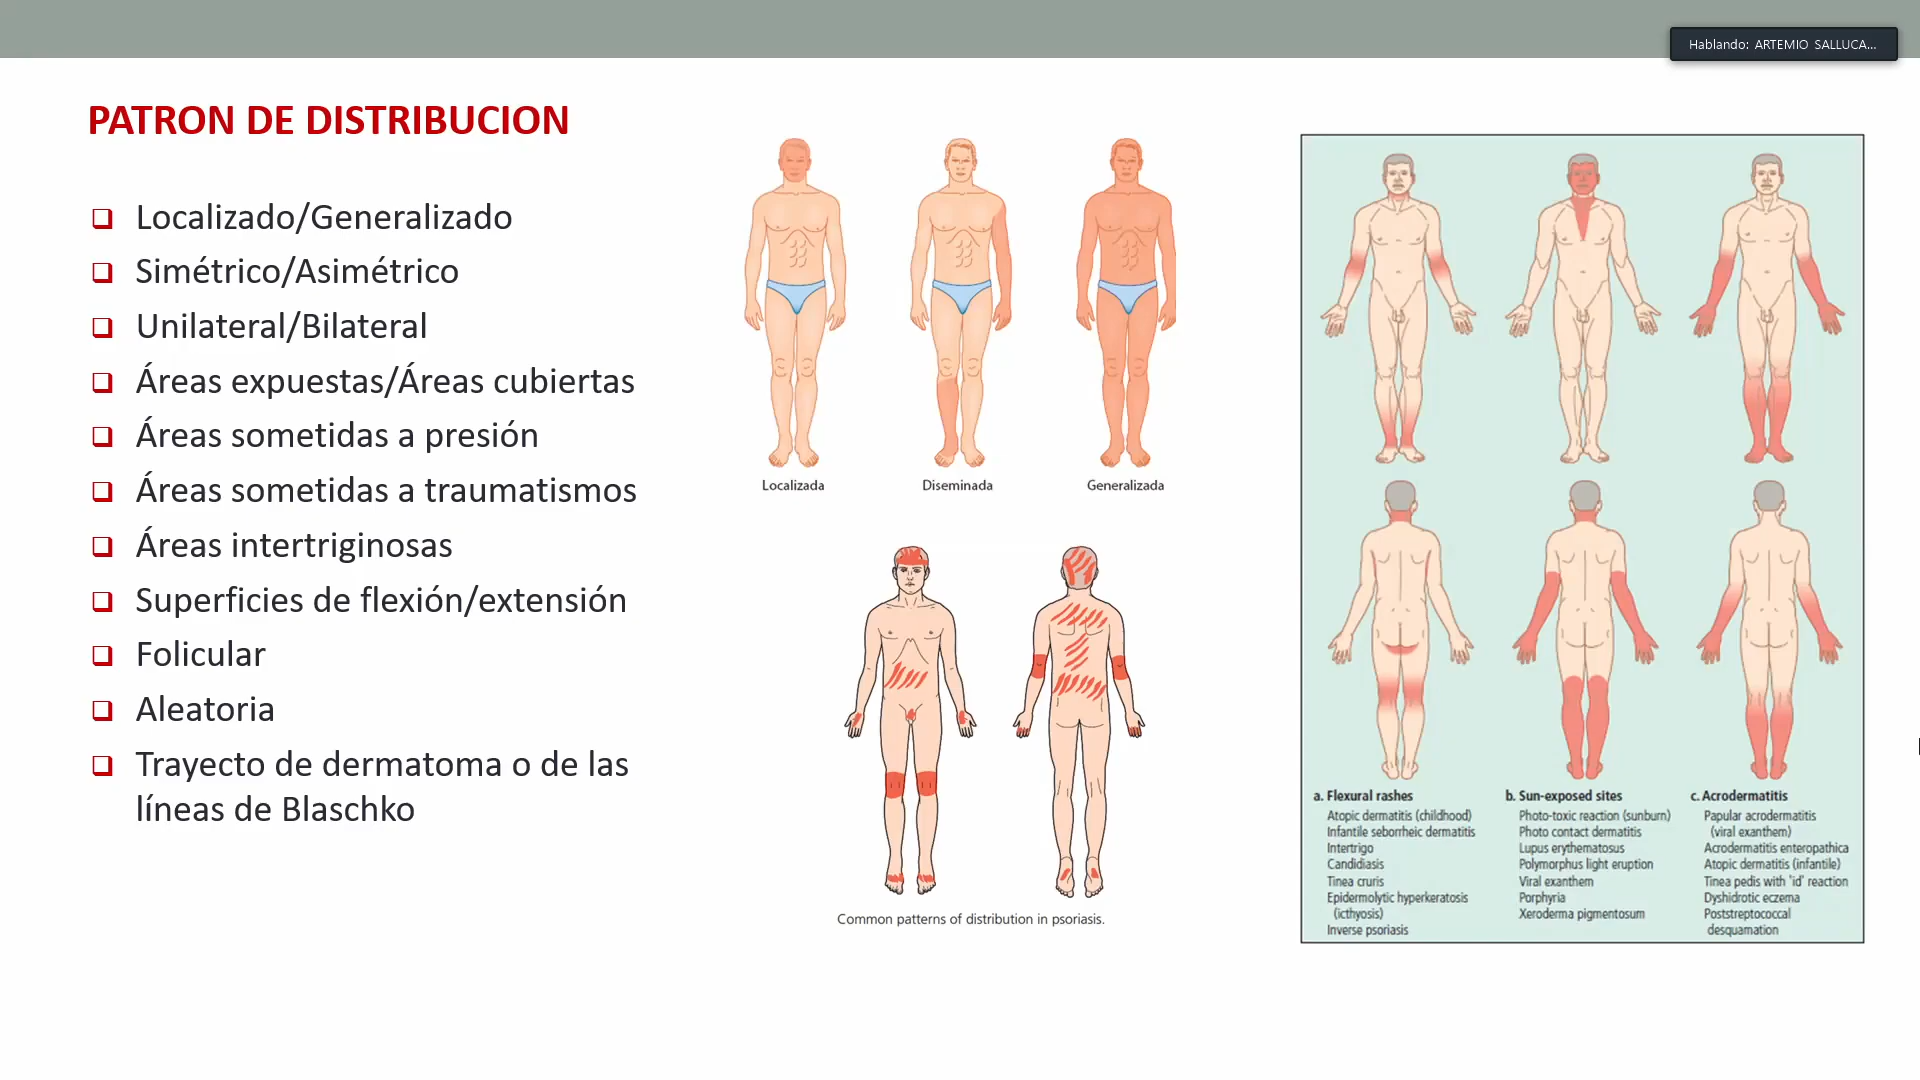 Hablando: ARTEMIO SALLUCA...
PATRON DE DISTRIBUCION
Localizado/Generalizado
Simétrico/Asimétrico
Unilateral/Bilateral
Áreas expuestas/Áreas cubiertas
Áreas sometidas a presión
Áreas sometidas a traumatismos
Áreas intertriginosas
Superficies de flexión/extensión
Folicular
Aleatoria
Trayecto de dermatoma o de las
líneas de Blaschko
Localizada
Diseminada
Generalizada
Common patterns of distribution in psoriasis.
a. Flexural rashes
Atopic dermatitis (childhood)
Infantile seborrheic dermatitis
Intertrigo
Candidiasis
Tinea cruris
Epidermolytic hyperkeratosis
(icthyosis)
Inverse psoriasis
b. Sun-exposed sites
Photo-toxic reaction (sunburn)
Photo contact dermatitis
Lupus erythematosus
Polymorphus light eruption
Viral exanthem
Porphyria
Xeroderma pigmentosum
c. Acrodermatitis
Papular acrodermatitis
(viral exanthem)
Acrodermatitis enteropathica
Atopic dermatitis (infantile)
Tinea pedis with 'id' reaction
Dyshidrotic eczema
Poststreptococcal
desquamation